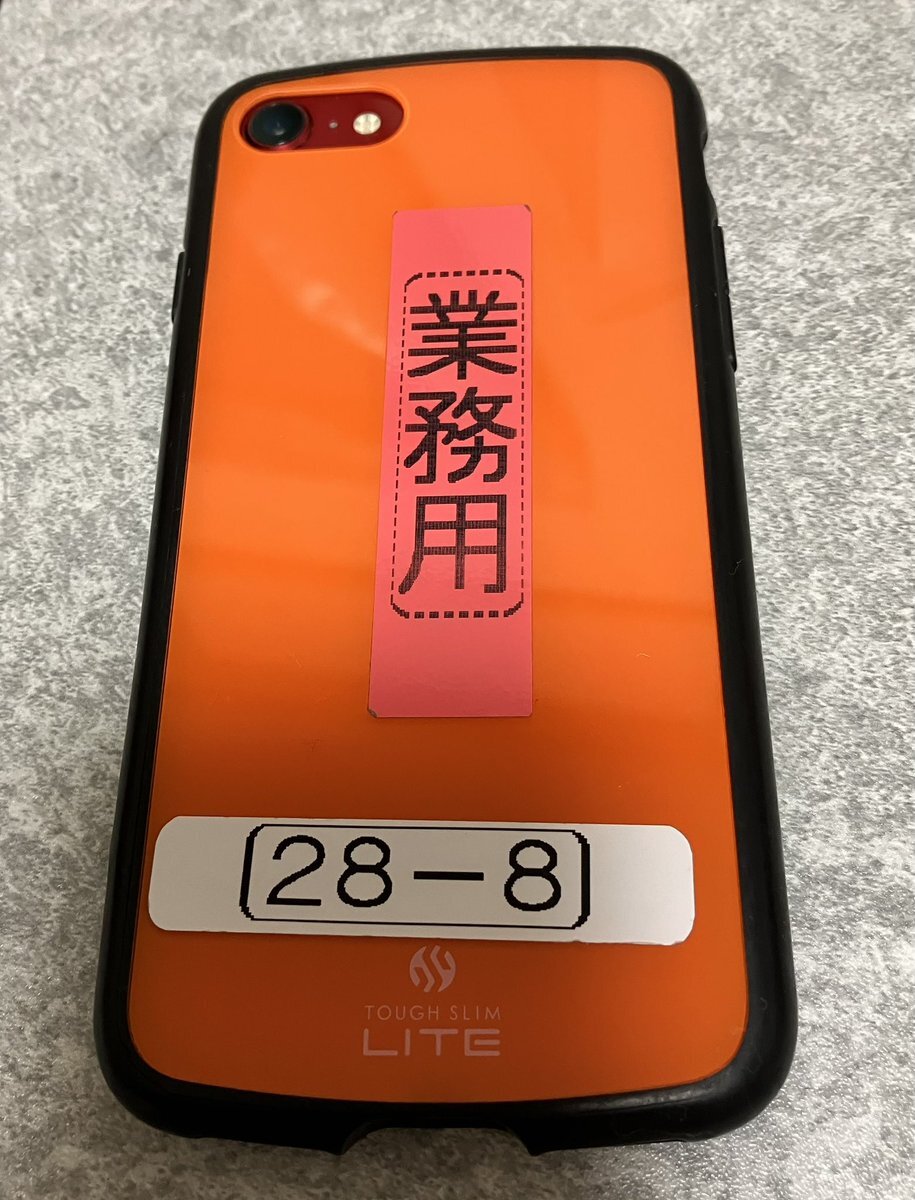 業務用
28-8
TOUGH SLIM
LITE